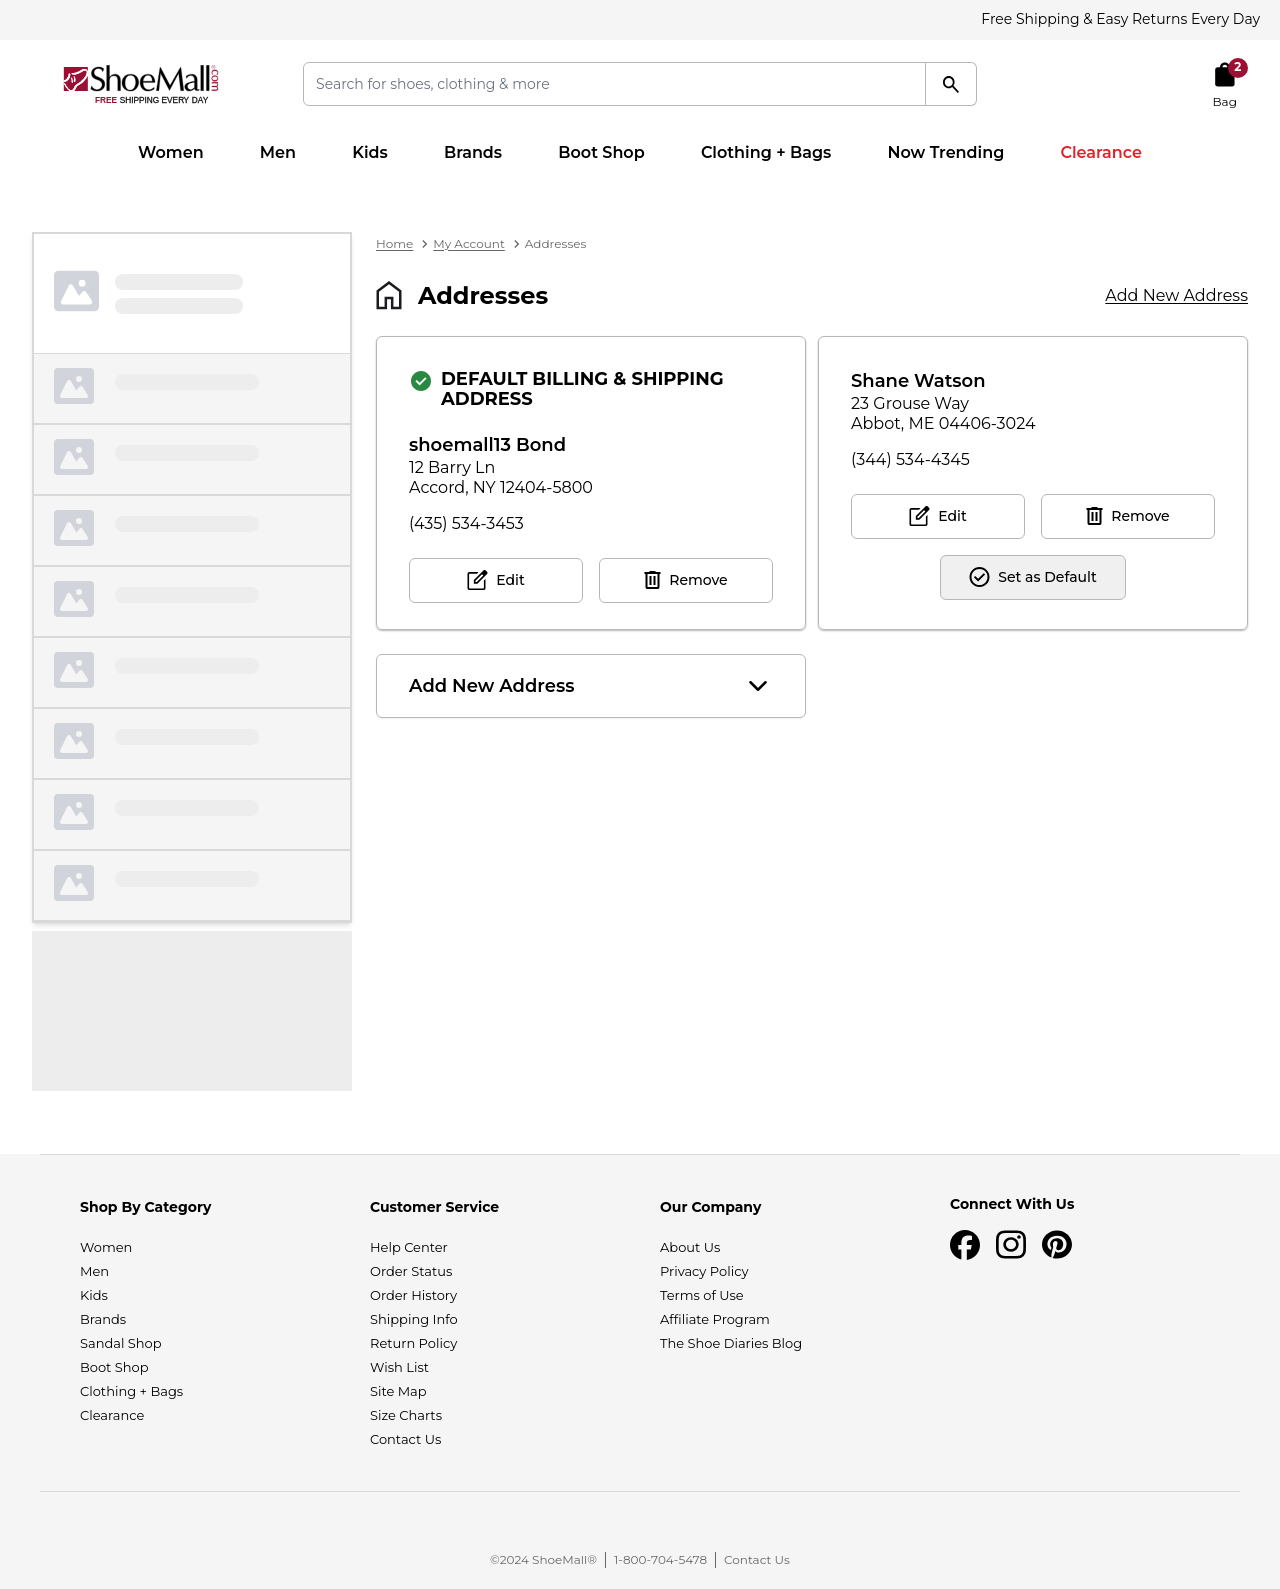 Free Shipping & Easy Returns Every Day
ShoeMall.com
FREE SHIPPING EVERY DAY
Search for shoes, clothing & more
2
Bag
Women
Men
Kids
Brands
Boot Shop
Clothing + Bags
Now Trending
Clearance
Home > My Account > Addresses
Addresses
Add New Address
DEFAULT BILLING & SHIPPING
ADDRESS
shoemall13 Bond
12 Barry Ln
Accord, NY 12404-5800
(435) 534-3453
Edit
Remove
Shane Watson
23 Grouse Way
Abbot, ME 04406-3024
(344) 534-4345
Edit
Remove
Set as Default
Add New Address
Shop By Category
Women
Men
Kids
Brands
Sandal Shop
Boot Shop
Clothing + Bags
Clearance
Customer Service
Help Center
Order Status
Order History
Shipping Info
Return Policy
Wish List
Site Map
Size Charts
Contact Us
Our Company
About Us
Privacy Policy
Terms of Use
Affiliate Program
The Shoe Diaries Blog
Connect With Us
©2024 ShoeMall® | 1-800-704-5478 | Contact Us